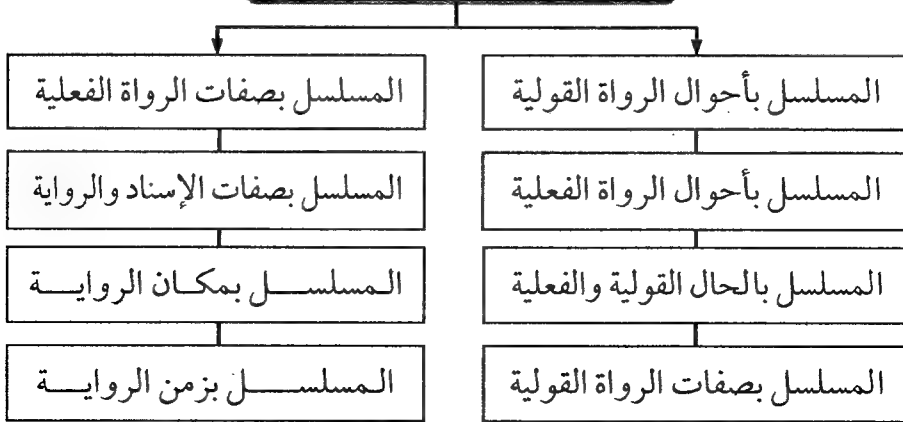 المسلسل بأحوال الرواة القولية
المسلسل بأحوال الرواة الفعلية
المسلسل بالحال القولية والفعلية
المسلسل بصفات الرواة القولية
المسلسل بصفات الرواة الفعلية
المسلسل بصفات الإسناد والرواية
المسلسل بمكان الرواية
المسلسل بزمن الرواية